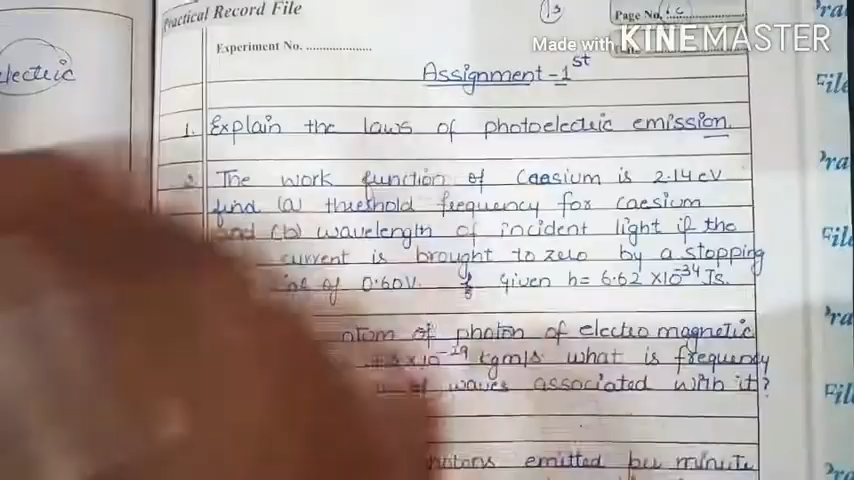 Practical Record File
Page No.
Experiment No.
Made with KINEMASTER
electric
Assignment-1st
1. Explain the laws of photoelectric emission.
2. The work function of Caesium is 2.14 eV
find (a) threshold frequency for caesium
and (b) wavelength of incident light if the
current is brought to zero by a stopping
of 0.60V. Given h= 6.62 ×10-34 Js.
of photon of electro magnetic
×10-29 kgm/s what is frequency
waves associated with it?
emitted per minute